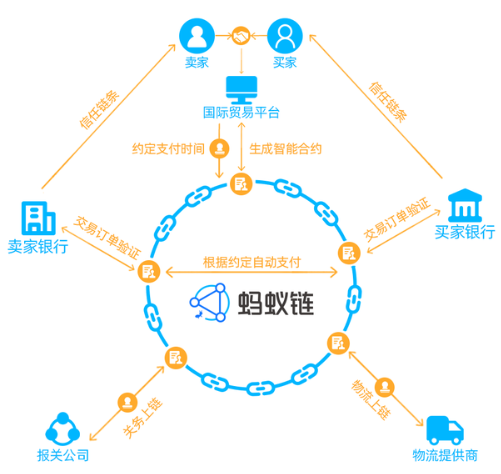 卖家
买家
国际贸易平台
信任链条
信任链条
约定支付时间
生成智能合约
卖家银行
买家银行
交易订单验证
交易订单验证
根据约定自动支付
蚂蚁链
关务上链
物流上链
报关公司
物流提供商